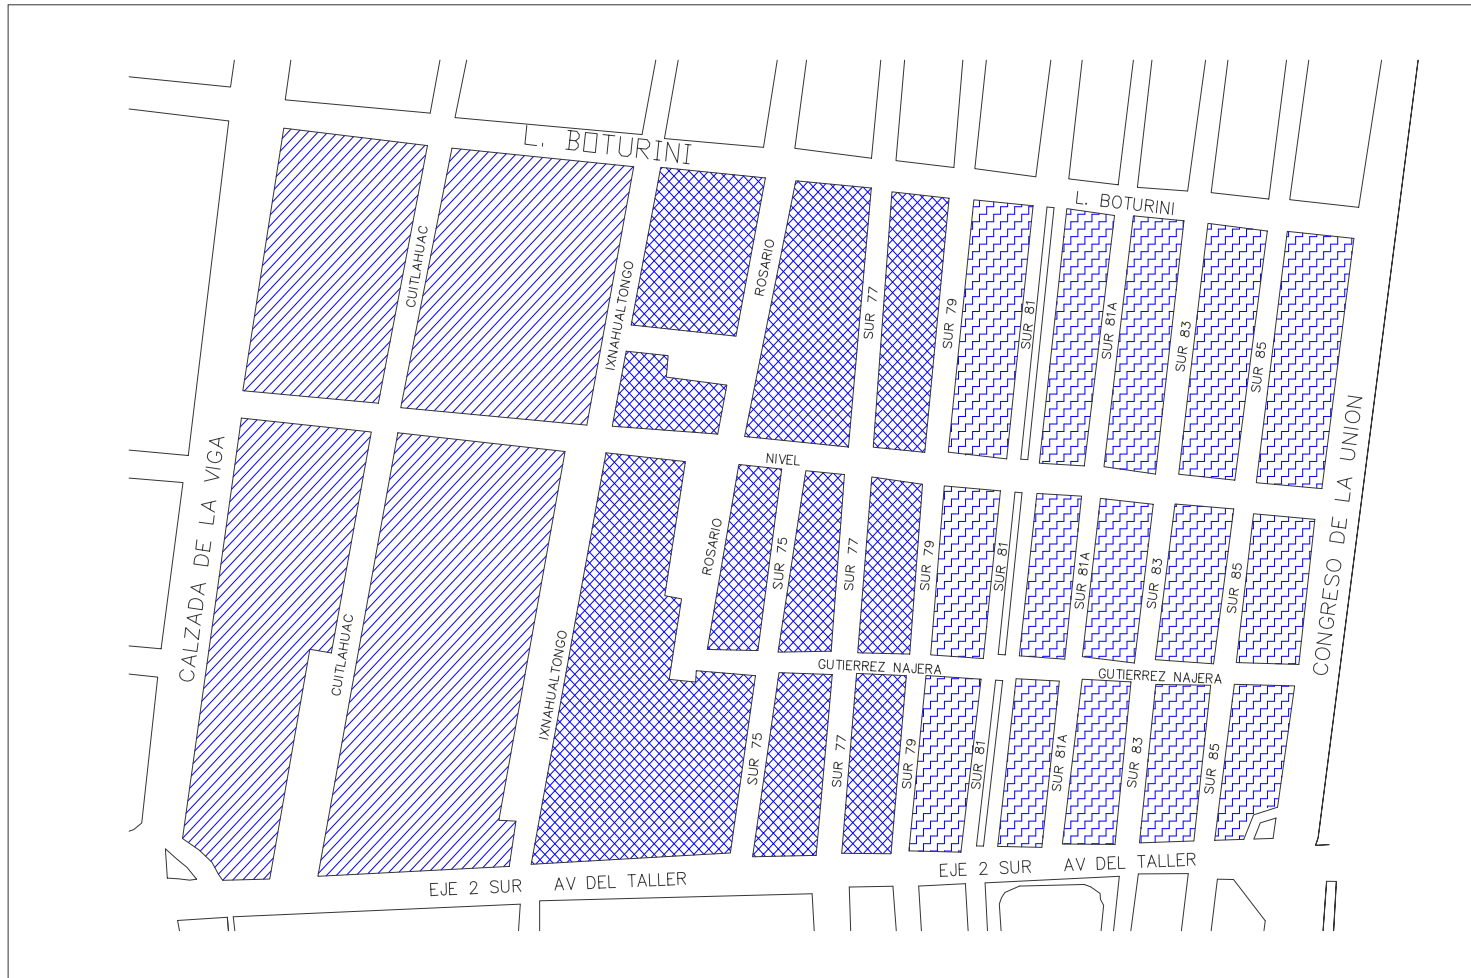 L. BOTURINI
L. BOTURINI
CUITLAHUAC
IXNAHUALTONGO
ROSARIO
SUR 77
SUR 79
SUR 81
SUR 81A
SUR 83
SUR 85
CALZADA DE LA VIGA
NIVEL
CONGRESO DE LA UNION
CUITLAHUAC
IXNAHUALTONGO
ROSARIO
SUR 75
SUR 77
SUR 79
SUR 81
SUR 81A
SUR 83
SUR 85
GUTIERREZ NAJERA
GUTIERREZ NAJERA
SUR 75
SUR 77
SUR 79
SUR 81
SUR 81A
SUR 83
SUR 85
EJE 2 SUR AV DEL TALLER
EJE 2 SUR AV DEL TALLER